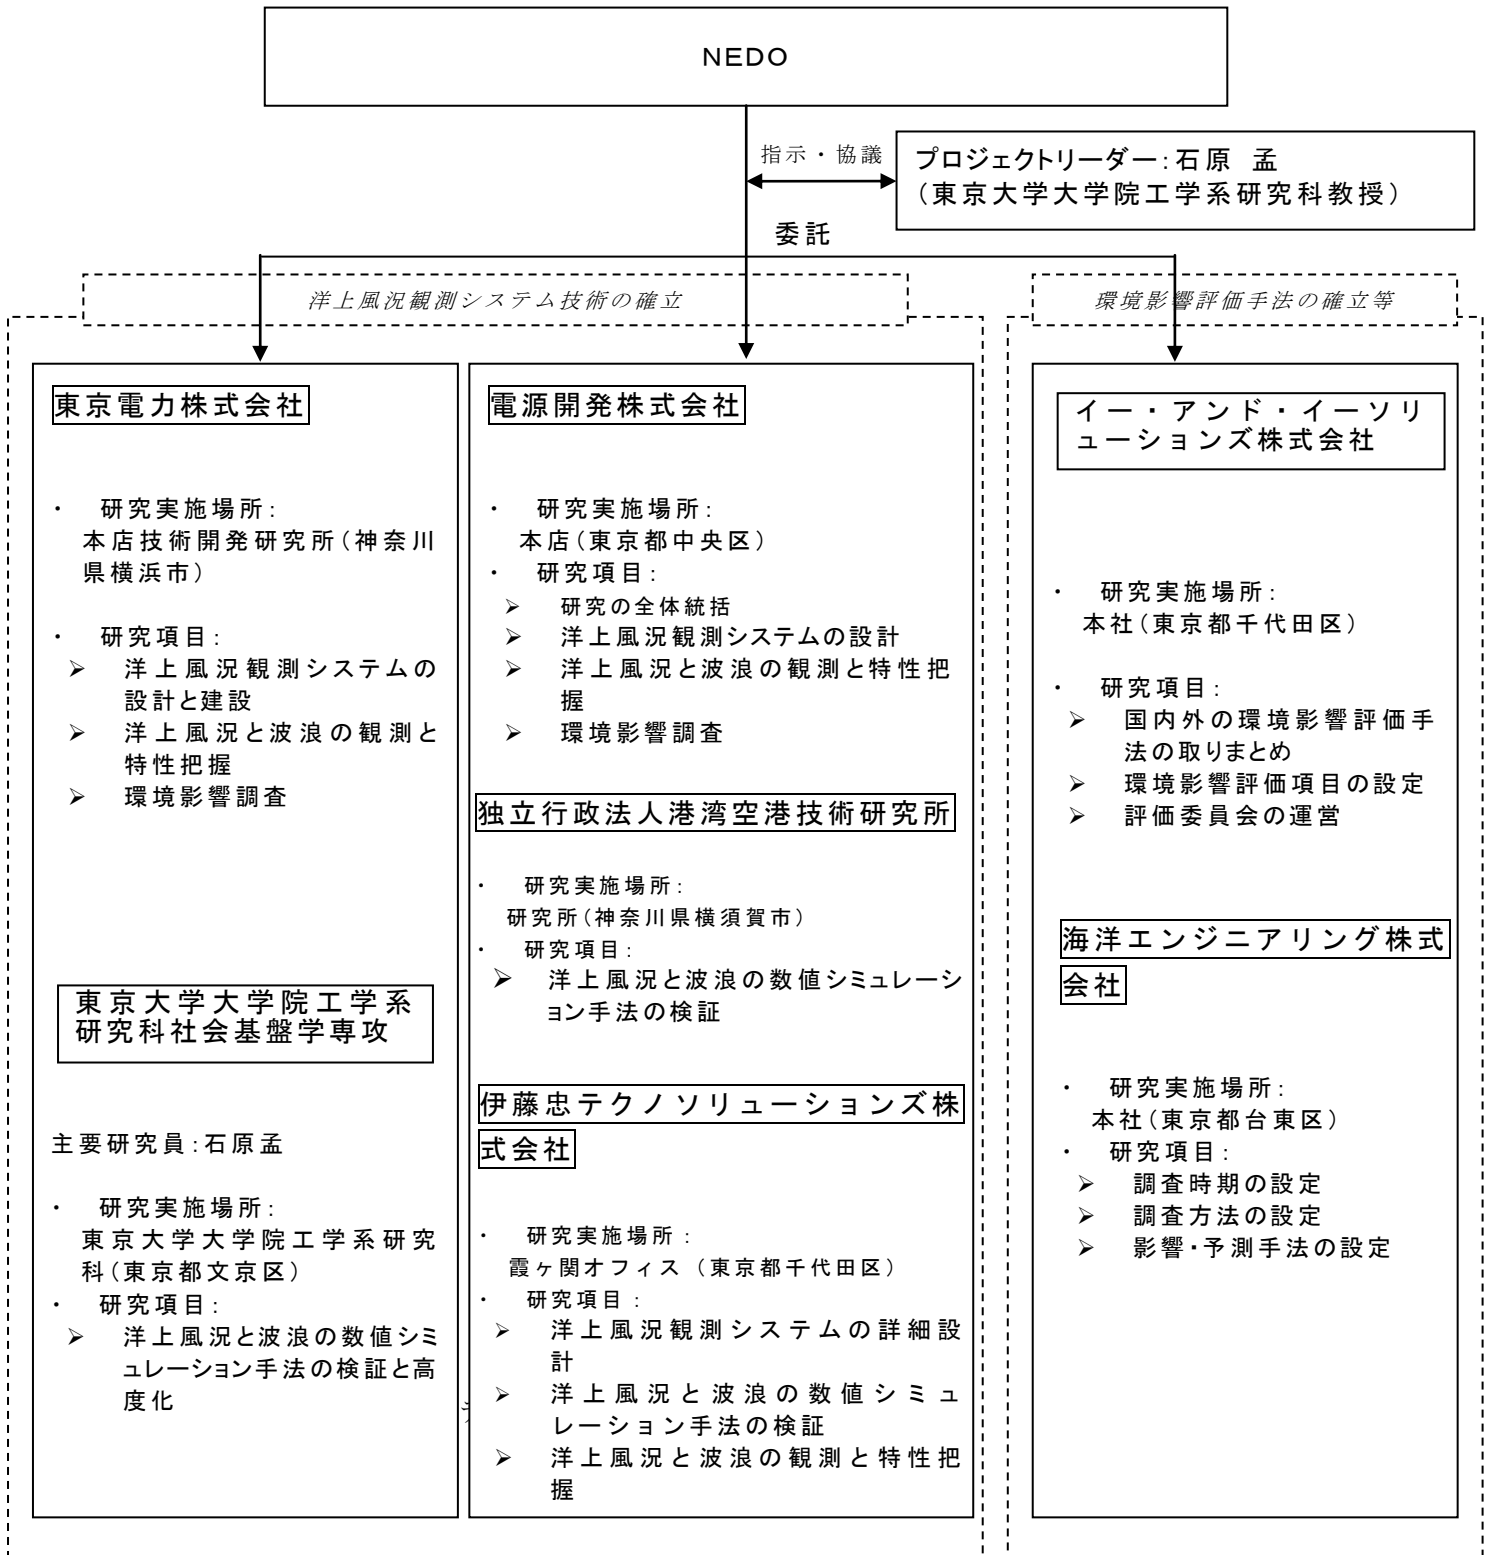 NEDO
指示・協議
プロジェクトリーダー：石原 孟
（東京大学大学院工学系研究科教授）
委託
洋上風況観測システム技術の確立
環境影響評価手法の確立等
東京電力株式会社
・ 研究実施場所：
本店技術開発研究所（神奈川
県横浜市）
・ 研究項目：
➢ 洋上風況観測システムの
設計と建設
➢ 洋上風況と波浪の観測と
特性把握
➢ 環境影響調査
東京大学大学院工学系
研究科社会基盤学専攻
主要研究員：石原孟
・ 研究実施場所：
東京大学大学院工学系研究
科（東京都文京区）
・ 研究項目：
➢ 洋上風況と波浪の数値シミ
ュレーション手法の検証と高
度化
電源開発株式会社
・ 研究実施場所：
本店（東京都中央区）
・ 研究項目：
➢ 研究の全体統括
➢ 洋上風況観測システムの設計
➢ 洋上風況と波浪の観測と特性把
握
➢ 環境影響調査
独立行政法人港湾空港技術研究所
・ 研究実施場所：
研究所（神奈川県横須賀市）
・ 研究項目：
➢ 洋上風況と波浪の数値シミュレーシ
ョン手法の検証
伊藤忠テクノソリューションズ株
式会社
・ 研究実施場所：
霞ヶ関オフィス（東京都千代田区）
・ 研究項目：
➢ 洋上風況観測システムの詳細設
計
➢ 洋上風況と波浪の数値シミュ
レーション手法の検証
➢ 洋上風況と波浪の観測と特性把
握
イー・アンド・イーソリ
ューションズ株式会社
・ 研究実施場所：
本社（東京都千代田区）
・ 研究項目：
➢ 国内外の環境影響評価手
法の取りまとめ
➢ 環境影響評価項目の設定
➢ 評価委員会の運営
海洋エンジニアリング株式
会社
・ 研究実施場所：
本社（東京都台東区）
・ 研究項目：
➢ 調査時期の設定
➢ 調査方法の設定
➢ 影響・予測手法の設定